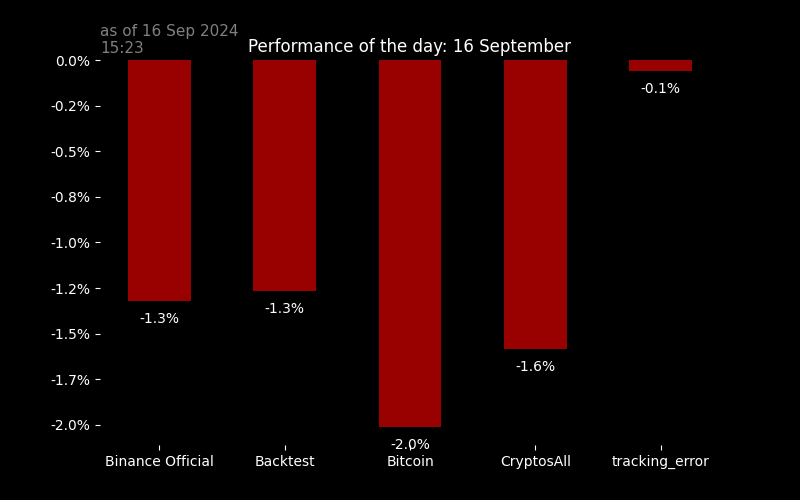 as of 16 Sep 2024
15:23
Performance of the day: 16 September
0.0%
-0.2%
-0.5%
-0.8%
-1.0%
-1.2%
-1.5%
-1.7%
-2.0%
-1.3%
-1.3%
-2.0%
-1.6%
-0.1%
Binance Official
Backtest
Bitcoin
CryptosAll
tracking_error